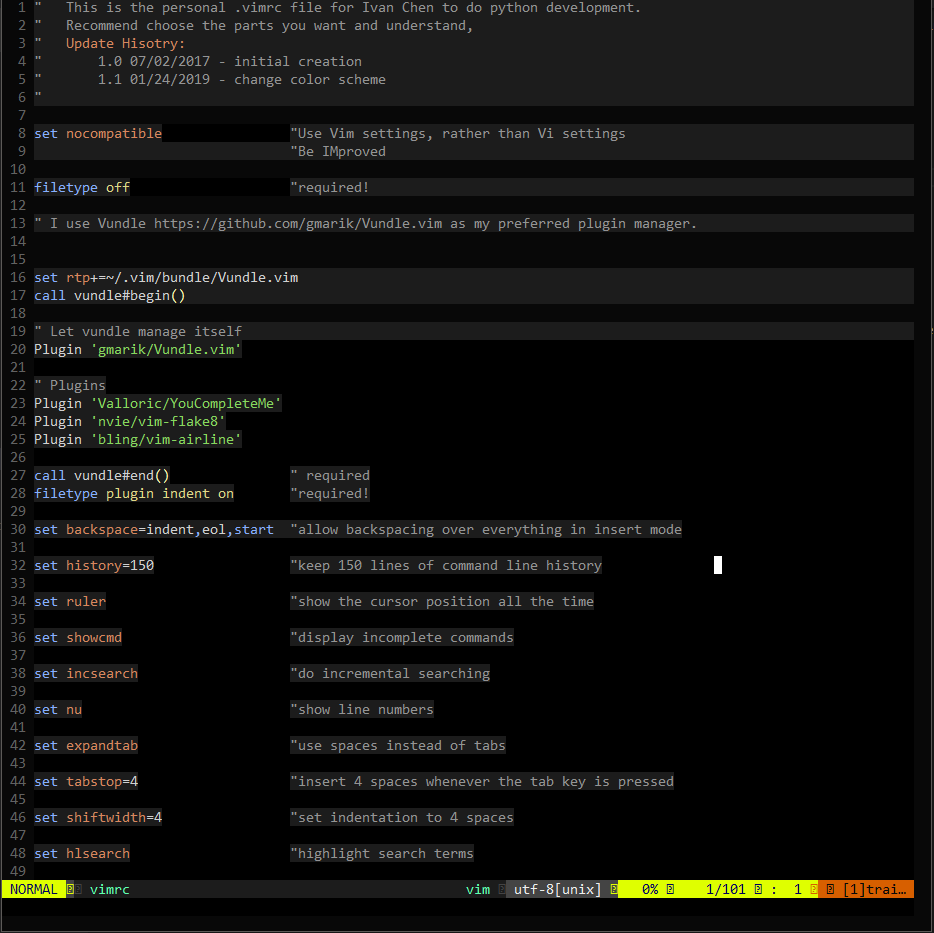 1 "   This is the personal .vimrc file for Ivan Chen to do python development.
2 "   Recommend choose the parts you want and understand,
3 "   Update Hisotry:
4 "       1.0 07/02/2017 - initial creation
5 "       1.1 01/24/2019 - change color scheme
6 "
7
8 set nocompatible                "Use Vim settings, rather than Vi settings
9                                 "Be IMproved
10
11 filetype off                    "required!
12
13 " I use Vundle https://github.com/gmarik/Vundle.vim as my preferred plugin manager.
14
15
16 set rtp+=~/.vim/bundle/Vundle.vim
17 call vundle#begin()
18
19 " Let vundle manage itself
20 Plugin 'gmarik/Vundle.vim'
21
22 " Plugins
23 Plugin 'Valloric/YouCompleteMe'
24 Plugin 'nvie/vim-flake8'
25 Plugin 'bling/vim-airline'
26
27 call vundle#end()               " required
28 filetype plugin indent on       "required!
29
30 set backspace=indent,eol,start  "allow backspacing over everything in insert mode
31
32 set history=150                 "keep 150 lines of command line history
33
34 set ruler                       "show the cursor position all the time
35
36 set showcmd                     "display incomplete commands
37
38 set incsearch                   "do incremental searching
39
40 set nu                          "show line numbers
41
42 set expandtab                   "use spaces instead of tabs
43
44 set tabstop=4                   "insert 4 spaces whenever the tab key is pressed
45
46 set shiftwidth=4                "set indentation to 4 spaces
47
48 set hlsearch                    "highlight search terms
49
NORMAL vimrc vim utf-8[unix] 0% 1/101 : 1 [1]trai…